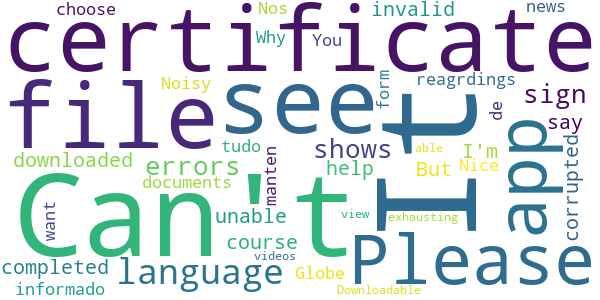 choose Nos invalid news
certificate
Why You
file see It
Noisy form reagrdings
sign
app
de
say
tudo shows
I'm
downloaded errors help But Nice able
corrupted
documents manten
Can't
want unable view exhausting
course
Please
completed language videos Globe
informado Downloadable